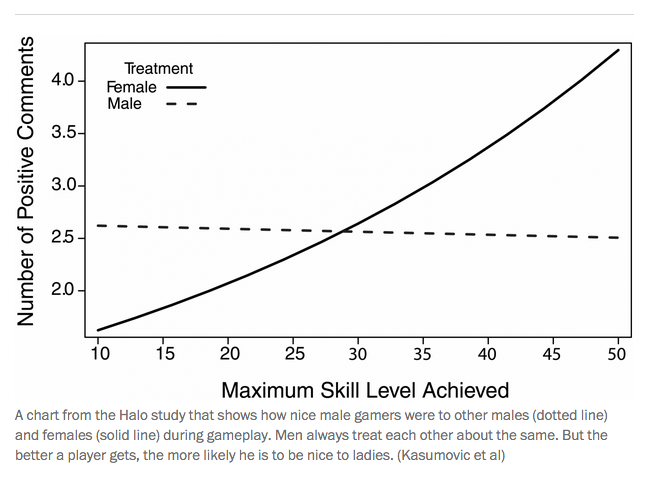 Treatment
Female
Male
Number of Positive Comments
4.0
3.5
3.0
2.5
2.0
10 15 20 25 30 35 40 45 50
Maximum Skill Level Achieved
A chart from the Halo study that shows how nice male gamers were to other males (dotted line)
and females (solid line) during gameplay. Men always treat each other about the same. But the
better a player gets, the more likely he is to be nice to ladies. (Kasumovic et al)